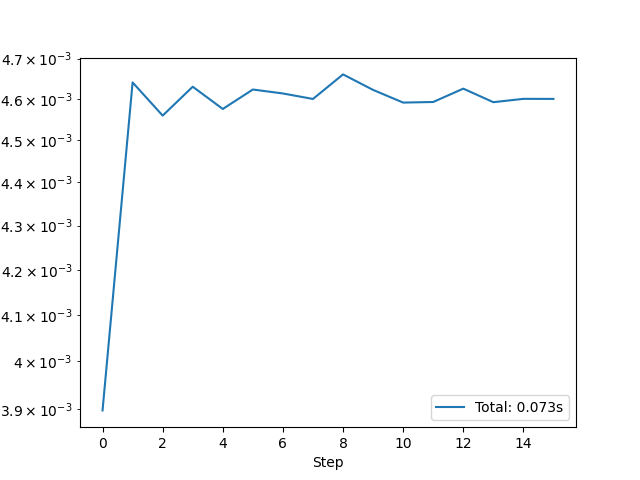 4.7 × 10⁻³
4.6 × 10⁻³
4.5 × 10⁻³
4.4 × 10⁻³
4.3 × 10⁻³
4.2 × 10⁻³
4.1 × 10⁻³
4 × 10⁻³
3.9 × 10⁻³
Total: 0.073s
0 2 4 6 8 10 12 14
Step